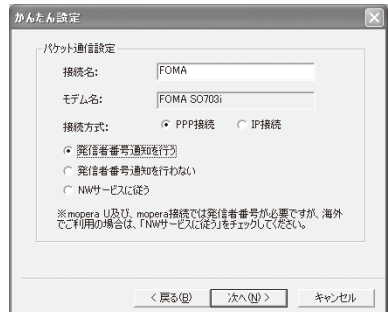 かんたん設定
パケット通信設定
接続名: FOMA
モデム名: FOMA SO703i
接続方式: PPP接続 IP接続
発信者番号通知を行う
発信者番号通知を行わない
NWサービスに従う
※mopera U及び、mopera接続では発信者番号が必要ですが、海外
でご利用の場合は、「NWサービスに従う」をチェックしてください。
< 戻る(B) 次へ(N) > キャンセル